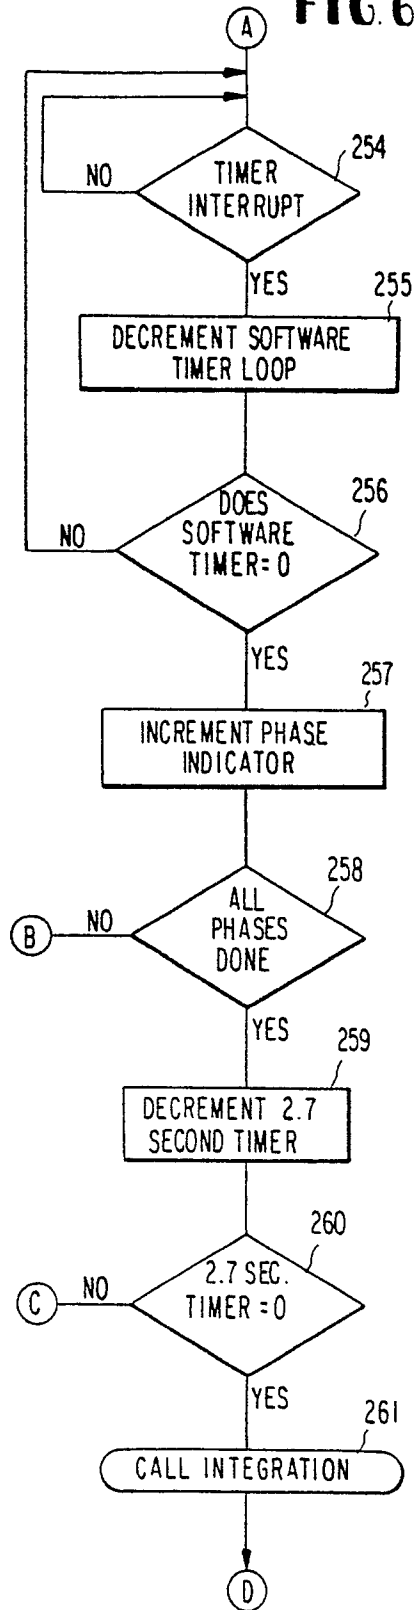 FIG. 6
A
254
TIMER
INTERRUPT
NO
YES
255
DECREMENT SOFTWARE
TIMER LOOP
256
DOES
SOFTWARE
TIMER= 0
NO
YES
257
INCREMENT PHASE
INDICATOR
258
ALL
PHASES
DONE
B
NO
YES
259
DECREMENT 2.7
SECOND TIMER
260
2.7 SEC.
TIMER = 0
C
NO
YES
261
CALL INTEGRATION
D